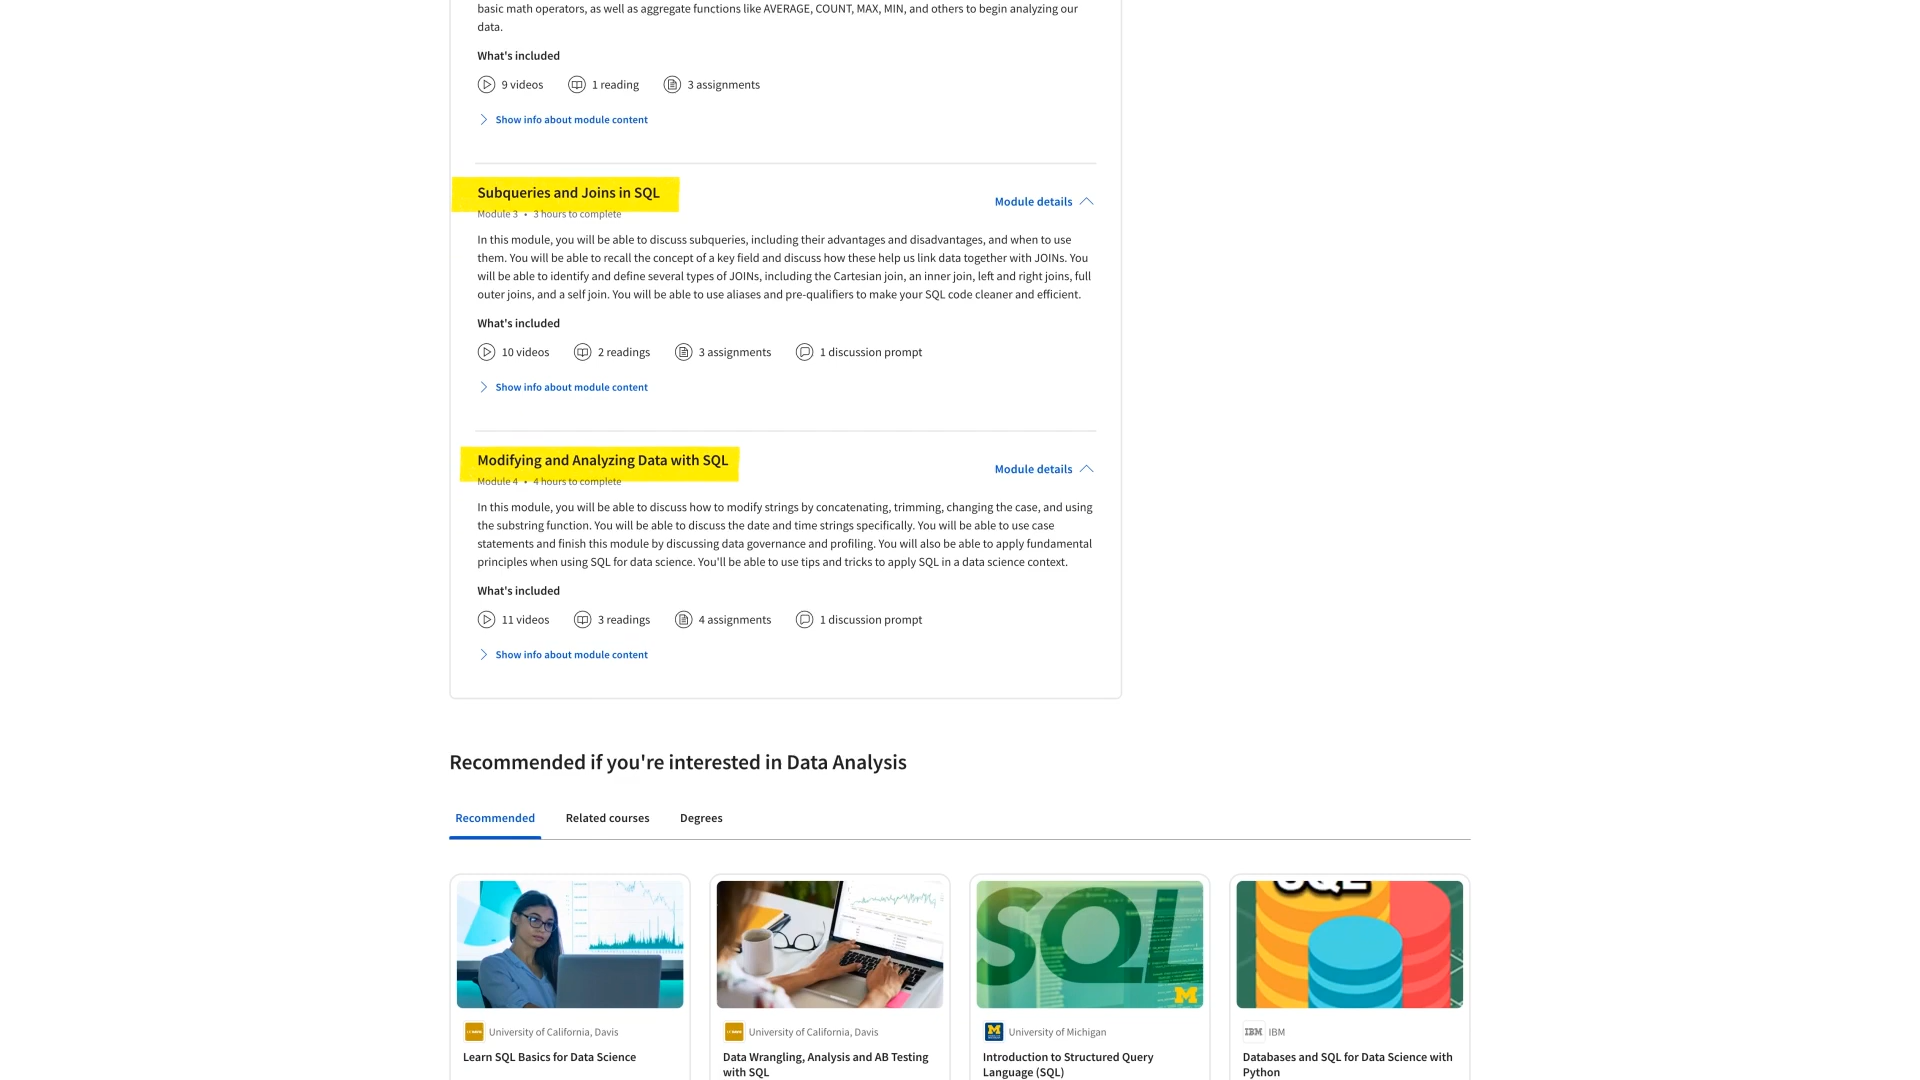 basic math operators, as well as aggregate functions like AVERAGE, COUNT, MAX, MIN, and others to begin analyzing our
data.
What's included
9 videos 1 reading 3 assignments
Show info about module content
Subqueries and Joins in SQL
Module details
Module 3 • 3 hours to complete
In this module, you will be able to discuss subqueries, including their advantages and disadvantages, and when to use
them. You will be able to recall the concept of a key field and discuss how these help us link data together with JOINs. You
will be able to identify and define several types of JOINs, including the Cartesian join, an inner join, left and right joins, full
outer joins, and a self join. You will be able to use aliases and pre-qualifiers to make your SQL code cleaner and efficient.
What's included
10 videos 2 readings 3 assignments 1 discussion prompt
Show info about module content
Modifying and Analyzing Data with SQL
Module details
Module 4 • 4 hours to complete
In this module, you will be able to discuss how to modify strings by concatenating, trimming, changing the case, and using
the substring function. You will be able to discuss the date and time strings specifically. You will be able to use case
statements and finish this module by discussing data governance and profiling. You will also be able to apply fundamental
principles when using SQL for data science. You'll be able to use tips and tricks to apply SQL in a data science context.
What's included
11 videos 3 readings 4 assignments 1 discussion prompt
Show info about module content
Recommended if you're interested in Data Analysis
Recommended Related courses Degrees
SQL
M
SQL
University of California, Davis
Learn SQL Basics for Data Science
University of California, Davis
Data Wrangling, Analysis and AB Testing
with SQL
M University of Michigan
Introduction to Structured Query
Language (SQL)
IBM IBM
Databases and SQL for Data Science with
Python